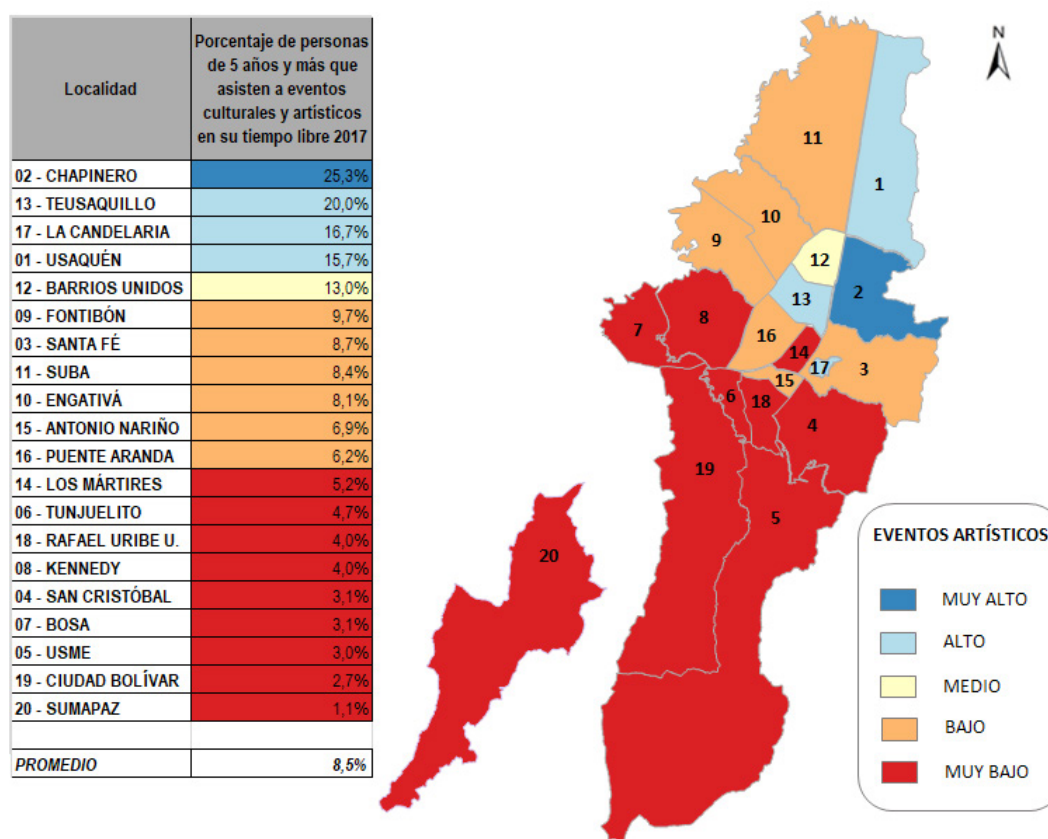 Localidad
Porcentaje de personas
de 5 años y más que
asisten a eventos
culturales y artísticos
en su tiempo libre 2017
02 - CHAPINERO 25,3%
13 - TEUSAQUILLO 20,0%
17 - LA CANDELARIA 16,7%
01 - USAQUÉN 15,7%
12 - BARRIOS UNIDOS 13,0%
09 - FONTIBÓN 9,7%
03 - SANTA FÉ 8,7%
11 - SUBA 8,4%
10 - ENGATIVÁ 8,1%
15 - ANTONIO NARIÑO 6,9%
16 - PUENTE ARANDA 6,2%
14 - LOS MÁRTIRES 5,2%
06 - TUNJUELITO 4,7%
18 - RAFAEL URIBE U. 4,0%
08 - KENNEDY 4,0%
04 - SAN CRISTÓBAL 3,1%
07 - BOSA 3,1%
05 - USME 3,0%
19 - CIUDAD BOLÍVAR 2,7%
20 - SUMAPAZ 1,1%
PROMEDIO 8,5%
N
11
1
10
9
12
2
13
8
7
16
14
17
3
15
6
18
4
19
5
20
EVENTOS ARTÍSTICOS
MUY ALTO
ALTO
MEDIO
BAJO
MUY BAJO